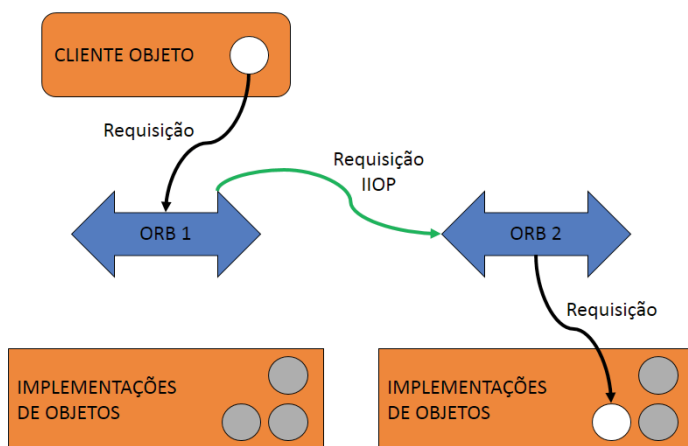 CLIENTE OBJETO
Requisição
Requisição
IIOP
ORB 1
ORB 2
Requisição
IMPLEMENTAÇÕES
DE OBJETOS
IMPLEMENTAÇÕES
DE OBJETOS